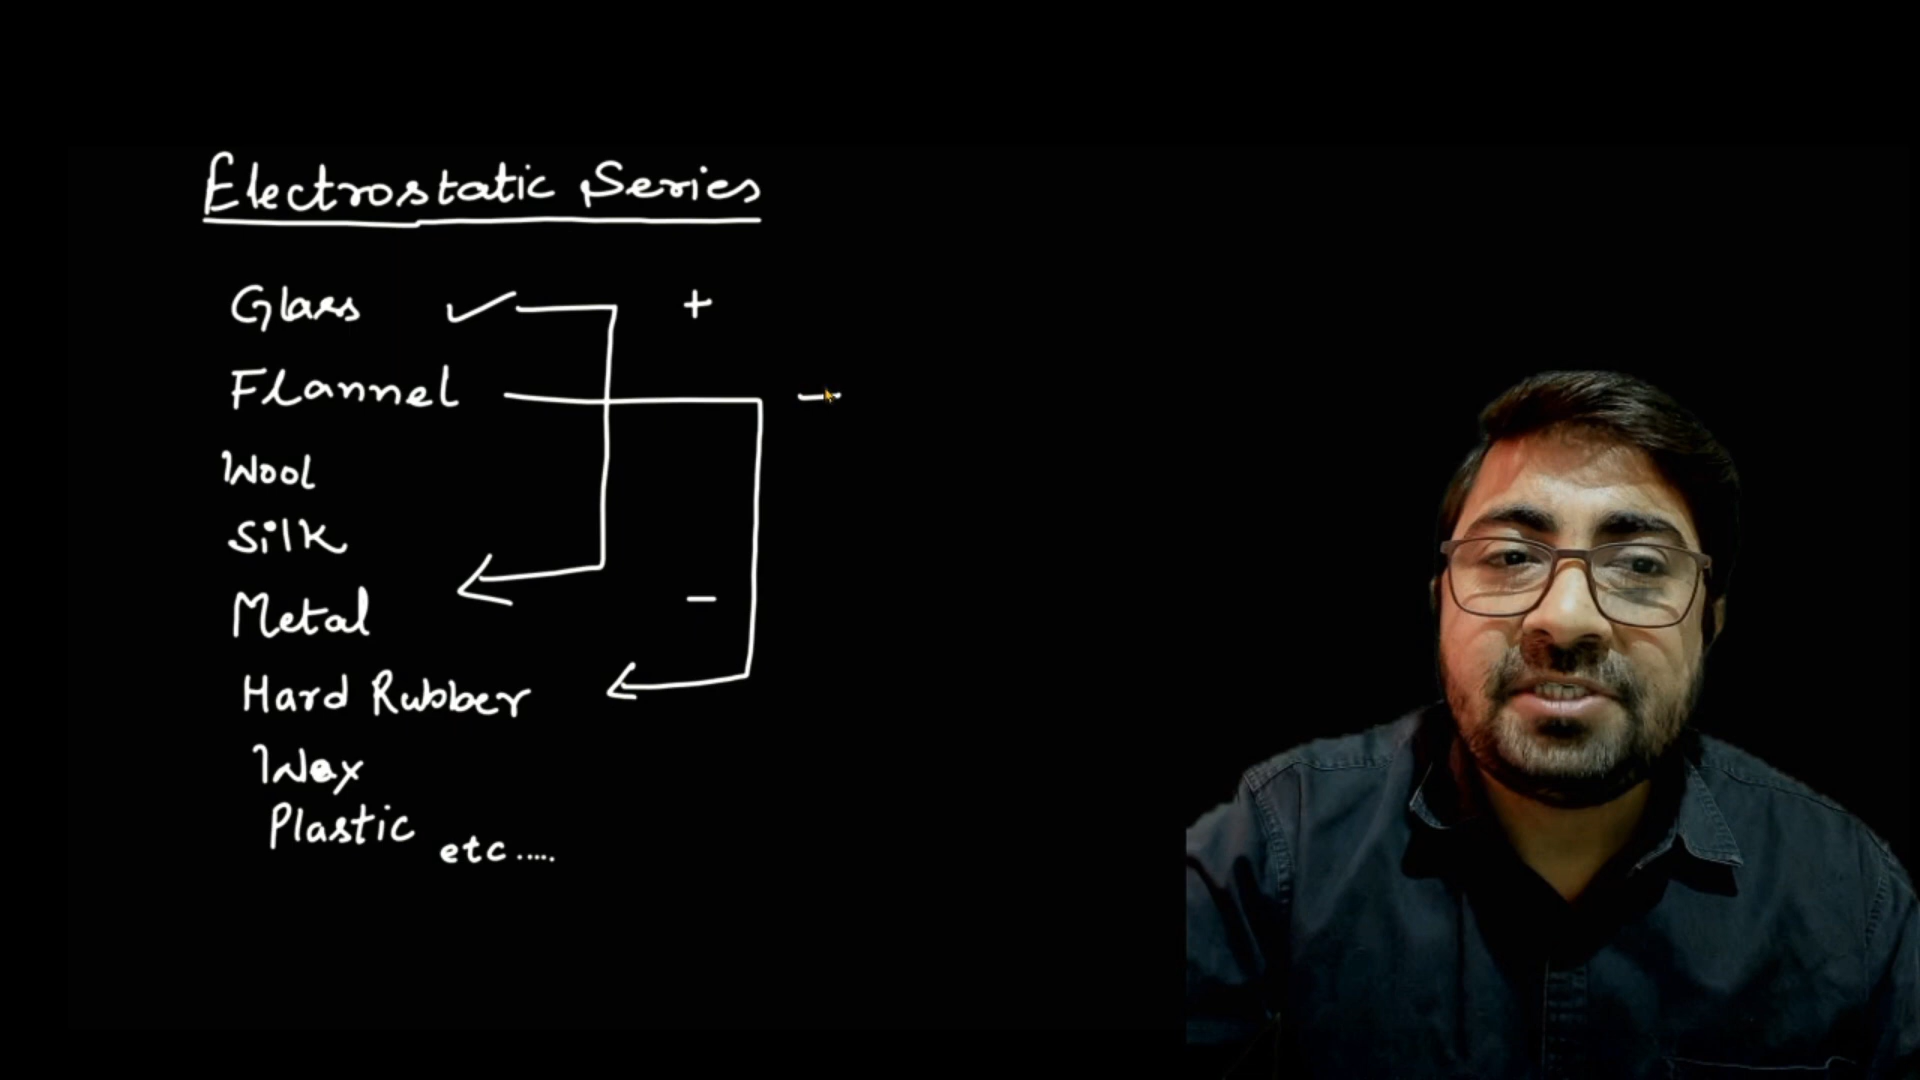 Electrostatic Series
Glass +
Flannel -
Wool
Silk
Metal -
Hard Rubber
Wax
Plastic etc.....